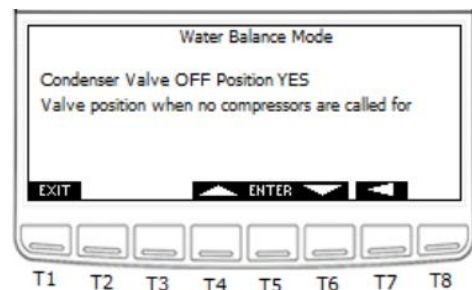 Water Balance Mode
Condenser Valve OFF Position YES
Valve position when no compressors are called for
EXIT ENTER
T1 T2 T3 T4 T5 T6 T7 T8